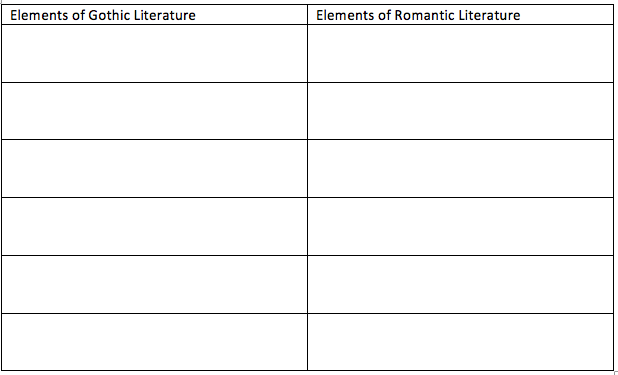 Elements of Gothic Literature
Elements of Romantic Literature